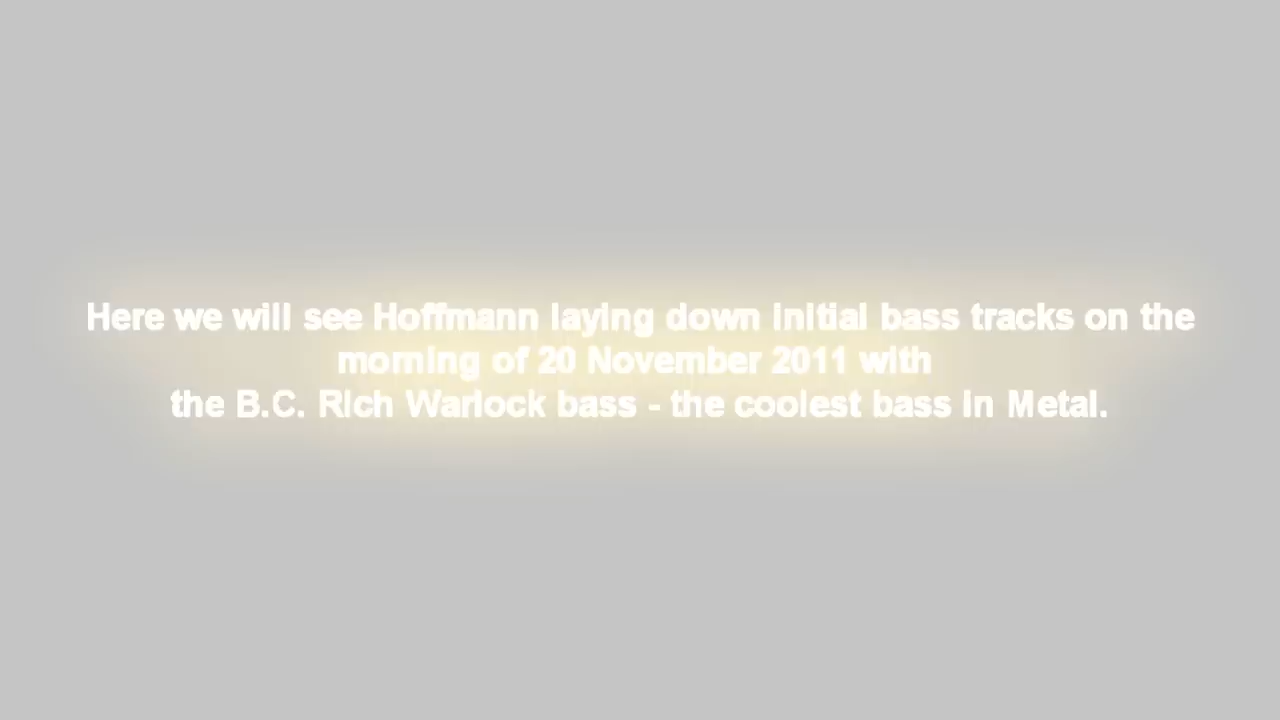 Here we will see Hoffmann laying down initial bass tracks on the
morning of 20 November 2011 with
the B.C. Rich Warlock bass - the coolest bass in Metal.